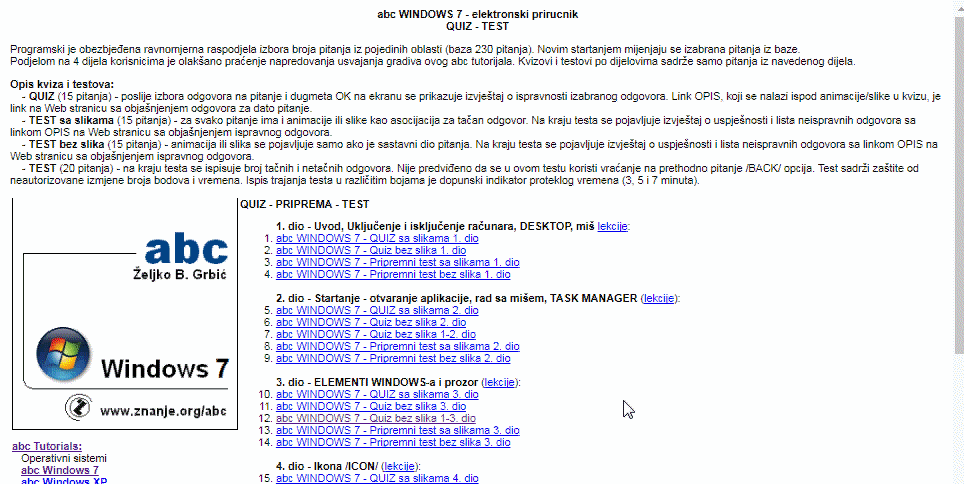 abc WINDOWS 7 - elektronski prirucnik
QUIZ - TEST
Programski je obezbjeđena ravnomjerna raspodjela izbora broja pitanja iz pojedinih oblasti (baza 230 pitanja). Novim startanjem mijenjaju se izabrana pitanja iz baze.
Podjelom na 4 dijela korisnicima je olakšano praćenje napredovanja usvajanja gradiva ovog abc tutorijala. Kvizovi i testovi po dijelovima sadrže samo pitanja iz navedenog dijela.
Opis kviza i testova:
- QUIZ (15 pitanja) - poslije izbora odgovora na pitanje i dugmeta OK na ekranu se prikazuje izvještaj o ispravnosti izabranog odgovora. Link OPIS, koji se nalazi ispod animacije/slike u kvizu, je
link na Web stranicu sa objašnjenjem odgovora za dato pitanje.
- TEST sa slikama (15 pitanja) - za svako pitanje ima i animacije ili slike kao asocijacija za tačan odgovor. Na kraju testa se pojavljuje izvještaj o uspješnosti i lista neispravnih odgovora sa
linkom OPIS na Web stranicu sa objašnjenjem ispravnog odgovora.
- TEST bez slika (15 pitanja) - animacija ili slika se pojavljuje samo ako je sastavni dio pitanja. Na kraju testa se pojavljuje izvještaj o uspješnosti i lista neispravnih odgovora sa linkom OPIS na
Web stranicu sa objašnjenjem ispravnog odgovora.
- TEST (20 pitanja) - na kraju testa se ispisuje broj tačnih i netačnih odgovora. Nije predviđeno da se u ovom testu koristi vraćanje na prethodno pitanje /BACK/ opcija. Test sadrži zaštite od
neautorizovane izmjene broja bodova i vremena. Ispis trajanja testa u različitim bojama je dopunski indikator proteklog vremena (3, 5 i 7 minuta).
abc
Željko B. Grbić
Windows 7
www.znanje.org/abc
abc Tutorials:
Operativni sistemi
abc Windows 7
abc Windows XP
QUIZ - PRIPREMA - TEST
1. dio - Uvod, Uključenje i isključenje računara, DESKTOP, miš lekcije:
1. abc WINDOWS 7 - QUIZ sa slikama 1. dio
2. abc WINDOWS 7 - Quiz bez slika 1. dio
3. abc WINDOWS 7 - Pripremni test sa slikama 1. dio
4. abc WINDOWS 7 - Pripremni test bez slika 1. dio
2. dio - Startanje - otvaranje aplikacije, rad sa mišem, TASK MANAGER (lekcije):
5. abc WINDOWS 7 - QUIZ sa slikama 2. dio
6. abc WINDOWS 7 - Quiz bez slika 2. dio
7. abc WINDOWS 7 - Quiz bez slika 1-2. dio
8. abc WINDOWS 7 - Pripremni test sa slikama 2. dio
9. abc WINDOWS 7 - Pripremni test bez slika 2. dio
3. dio - ELEMENTI WINDOWS-a i prozor (lekcije):
10. abc WINDOWS 7 - QUIZ sa slikama 3. dio
11. abc WINDOWS 7 - Quiz bez slika 3. dio
12. abc WINDOWS 7 - Quiz bez slika 1-3. dio
13. abc WINDOWS 7 - Pripremni test sa slikama 3. dio
14. abc WINDOWS 7 - Pripremni test bez slika 3. dio
4. dio - Ikona /ICON/ (lekcije):
15. abc WINDOWS 7 - QUIZ sa slikama 4. dio